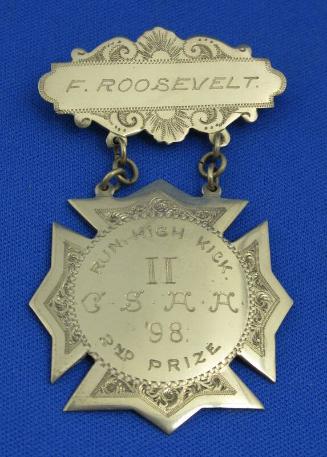 F. ROOSEVELT.
RUN. HIGH KICK.
II
G. S. H. H
'98.
2ND PRIZE